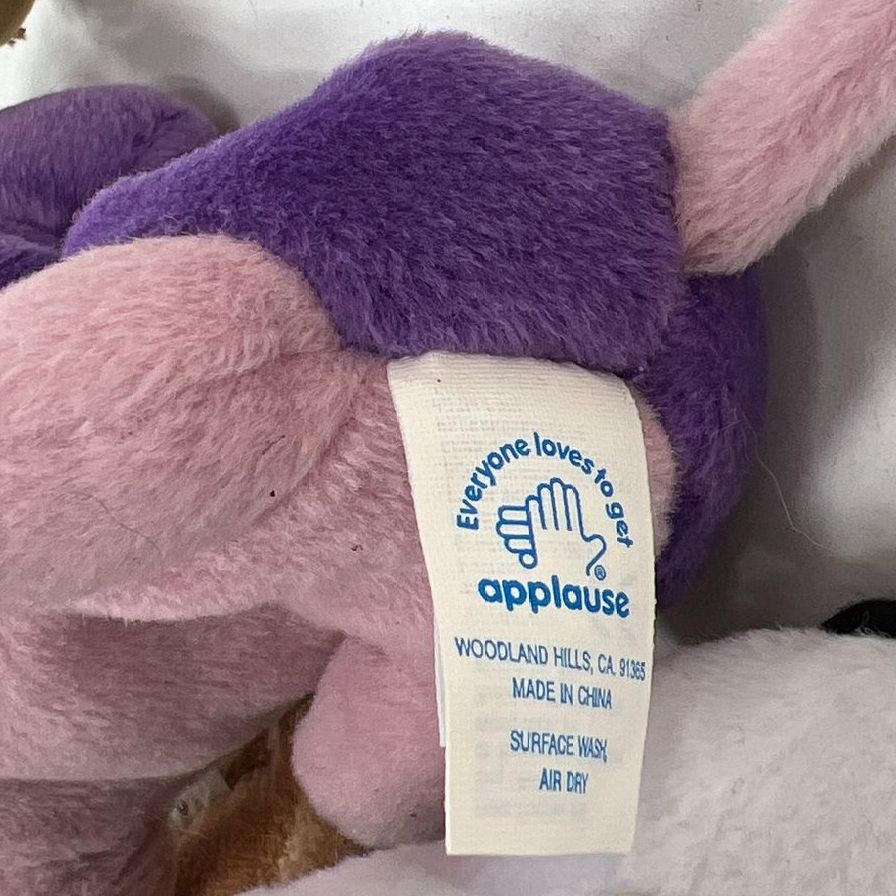 Everyone loves to get
®
applause
WOODLAND HILLS, CA. 91365
MADE IN CHINA
SURFACE WASH,
AIR DRY